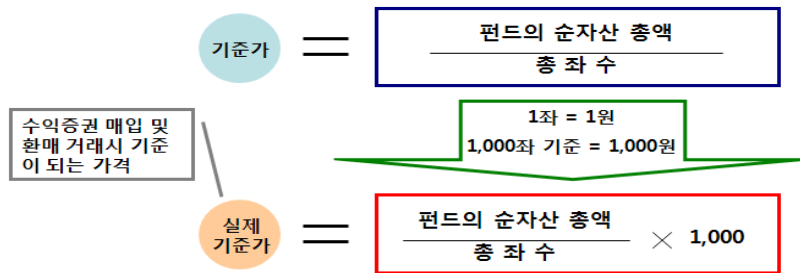 기준가
펀드의 순자산 총액
총 좌 수
1좌 = 1원
1,000좌 기준 = 1,000원
수익증권 매입 및
환매 거래시 기준
이 되는 가격
실제
기준가
펀드의 순자산 총액
총 좌 수
× 1,000